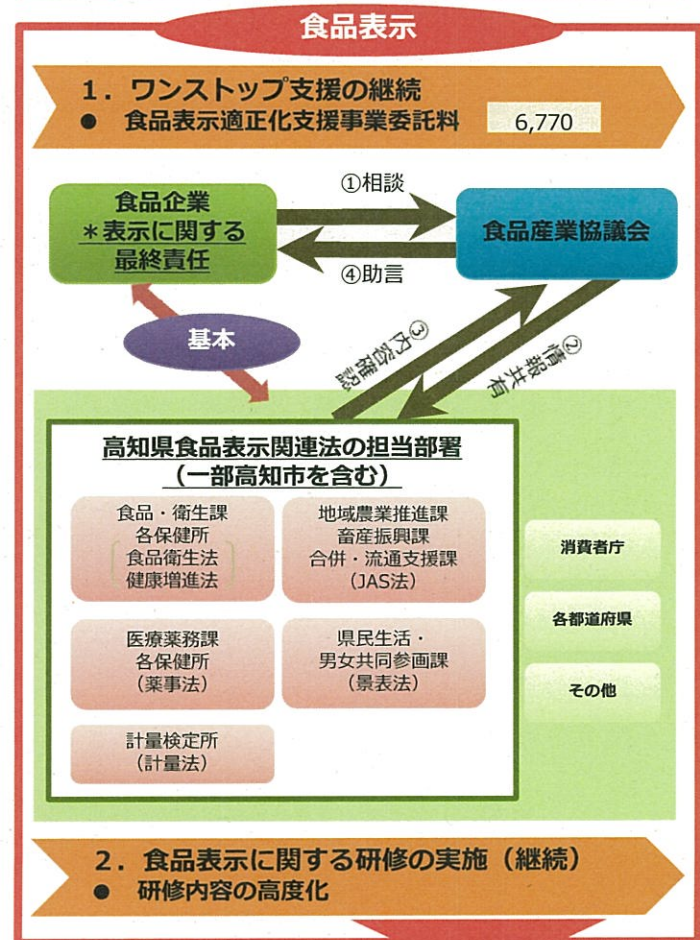 食品表示
1．ワンストップ支援の継続
● 食品表示適正化支援事業委託料 6,770
①相談
食品企業
＊表示に関する
最終責任
食品産業協議会
④助言
基本
③内容確認
②情報共有
高知県食品表示関連法の担当部署
（一部高知市を含む）
食品・衛生課
各保健所
食品衛生法
健康増進法
地域農業推進課
畜産振興課
合併・流通支援課
（JAS法）
医療薬務課
各保健所
（薬事法）
県民生活・
男女共同参画課
（景表法）
計量検定所
（計量法）
消費者庁
各都道府県
その他
2．食品表示に関する研修の実施（継続）
● 研修内容の高度化